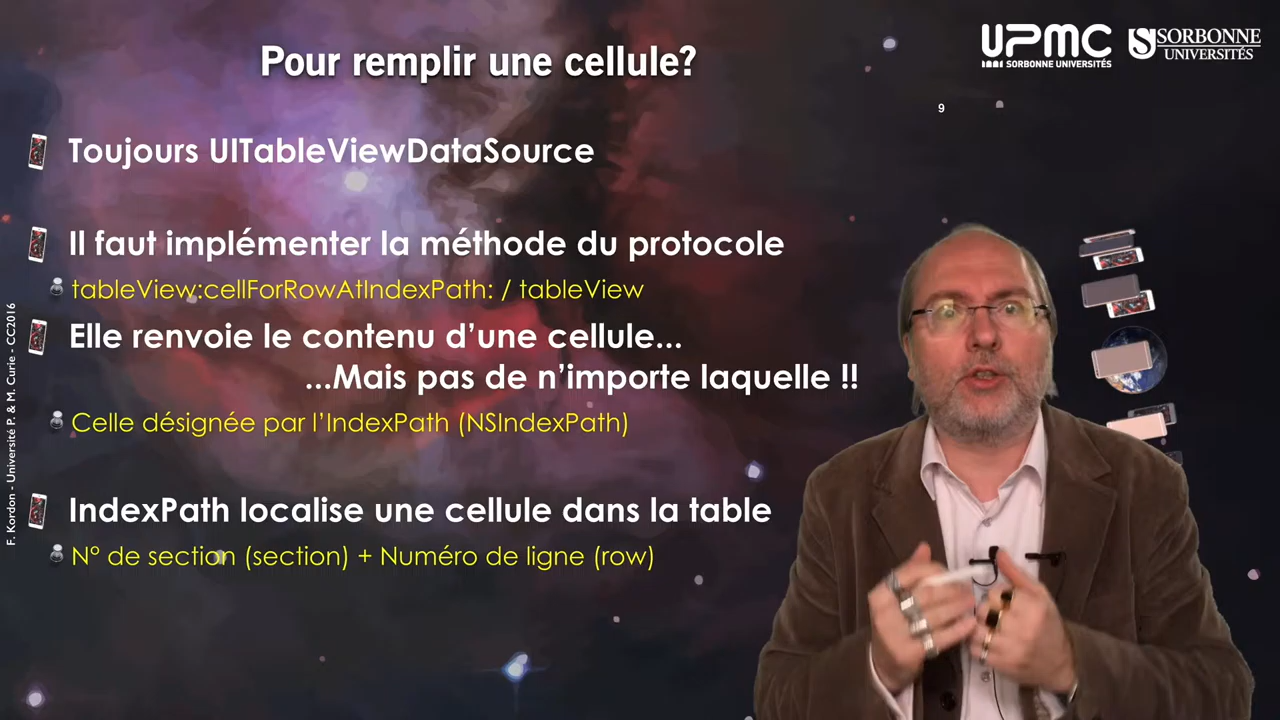 Pour remplir une cellule?
UPMC
SORBONNE UNIVERSITÉS
SORBONNE
UNIVERSITÉS
9
Toujours UITableViewDataSource
Il faut implémenter la méthode du protocole
tableView:cellForRowAtIndexPath: / tableView
Elle renvoie le contenu d’une cellule...
...Mais pas de n’importe laquelle !!
Celle désignée par l’IndexPath (NSIndexPath)
IndexPath localise une cellule dans la table
N° de section (section) + Numéro de ligne (row)
F. Kordon - Université P. & M. Curie - CC2016